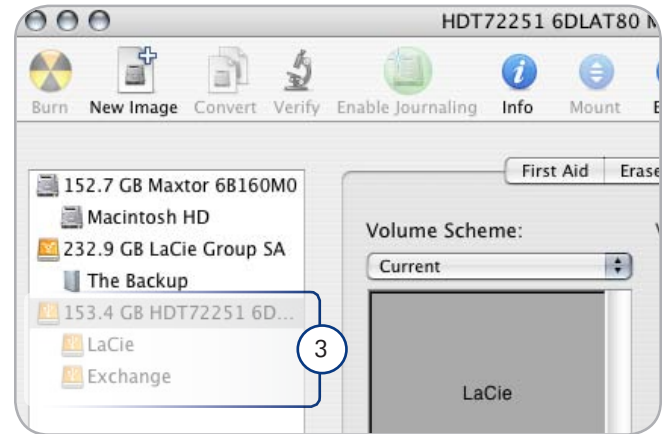 HDT72251 6DLAT80
Burn New Image Convert Verify Enable Journaling Info Mount
First Aid Erase
152.7 GB Maxtor 6B160M0
Macintosh HD
232.9 GB LaCie Group SA
The Backup
153.4 GB HDT72251 6D...
LaCie
Exchange
3
Volume Scheme:
Current
LaCie